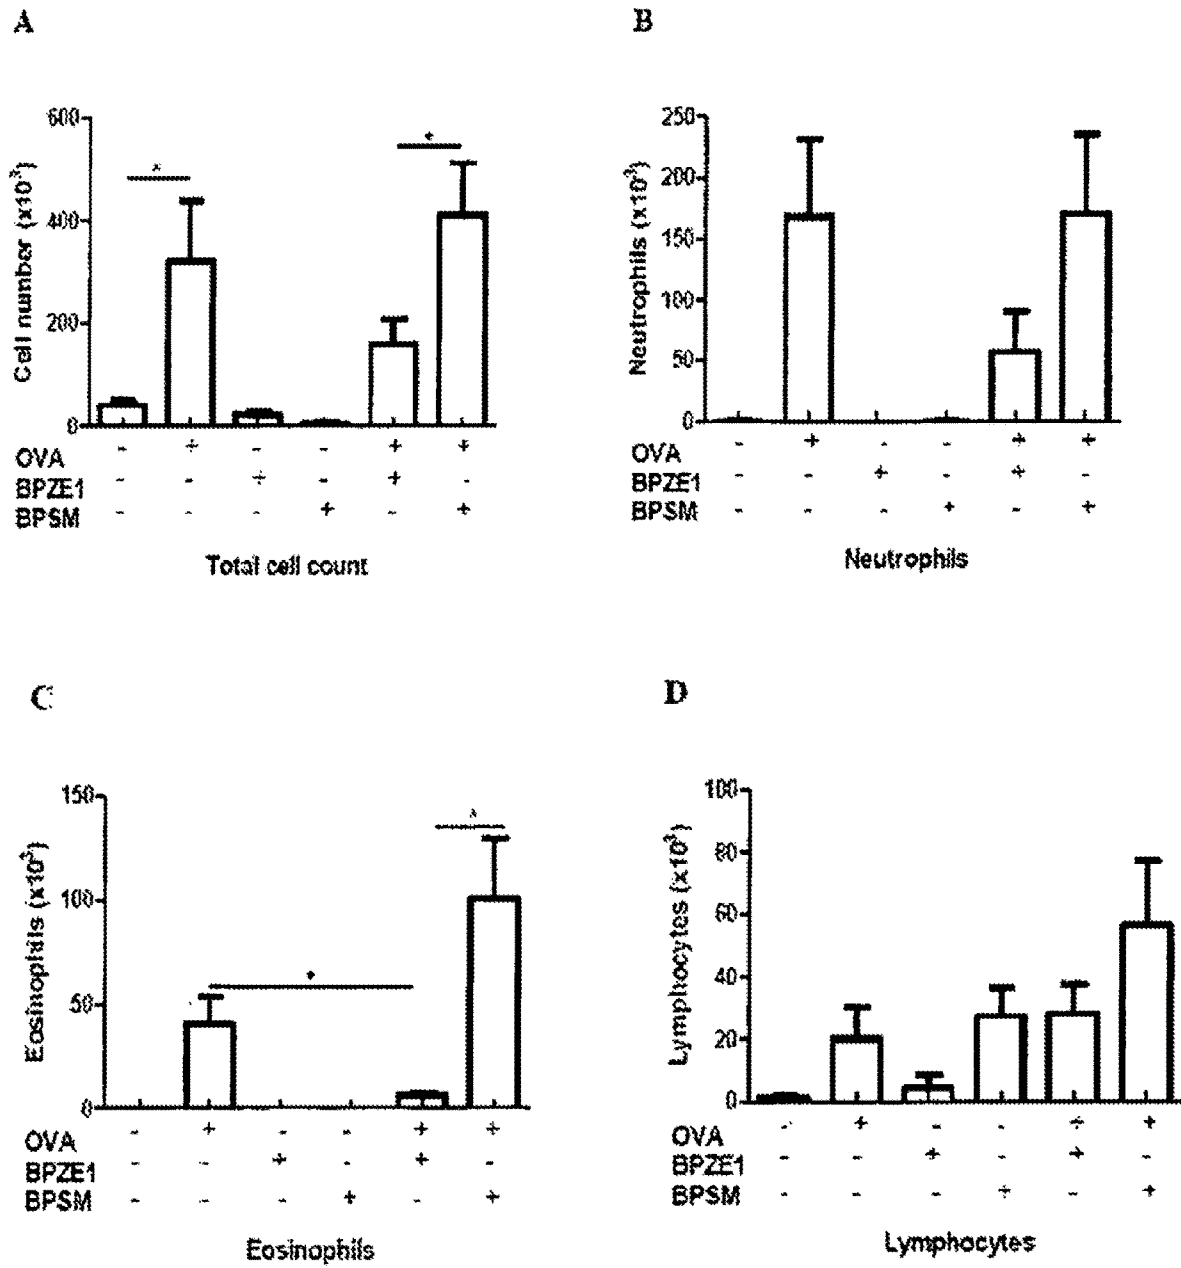 A
600
400
200
0
Cell number (x10³)
*
*
OVA - + - - + +
BPZE1 - - + - + -
BPSM - - - + - +
Total cell count
B
250
200
150
100
50
0
Neutrophils (x10³)
OVA - + - - + +
BPZE1 - - + - + -
BPSM - - - + - +
Neutrophils
C
150
100
50
0
Eosinophils (x10³)
*
*
OVA - + - - + +
BPZE1 - - + - + -
BPSM - - - + - +
Eosinophils
D
100
80
60
40
20
0
Lymphocytes (x10³)
OVA - + - - + +
BPZE1 - - + - + -
BPSM - - - + - +
Lymphocytes